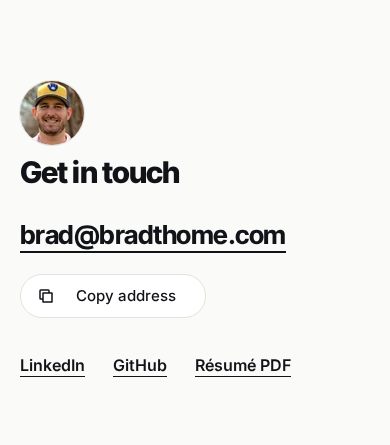 Get in touch
brad@bradthome.com
Copy address
LinkedIn GitHub Résumé PDF